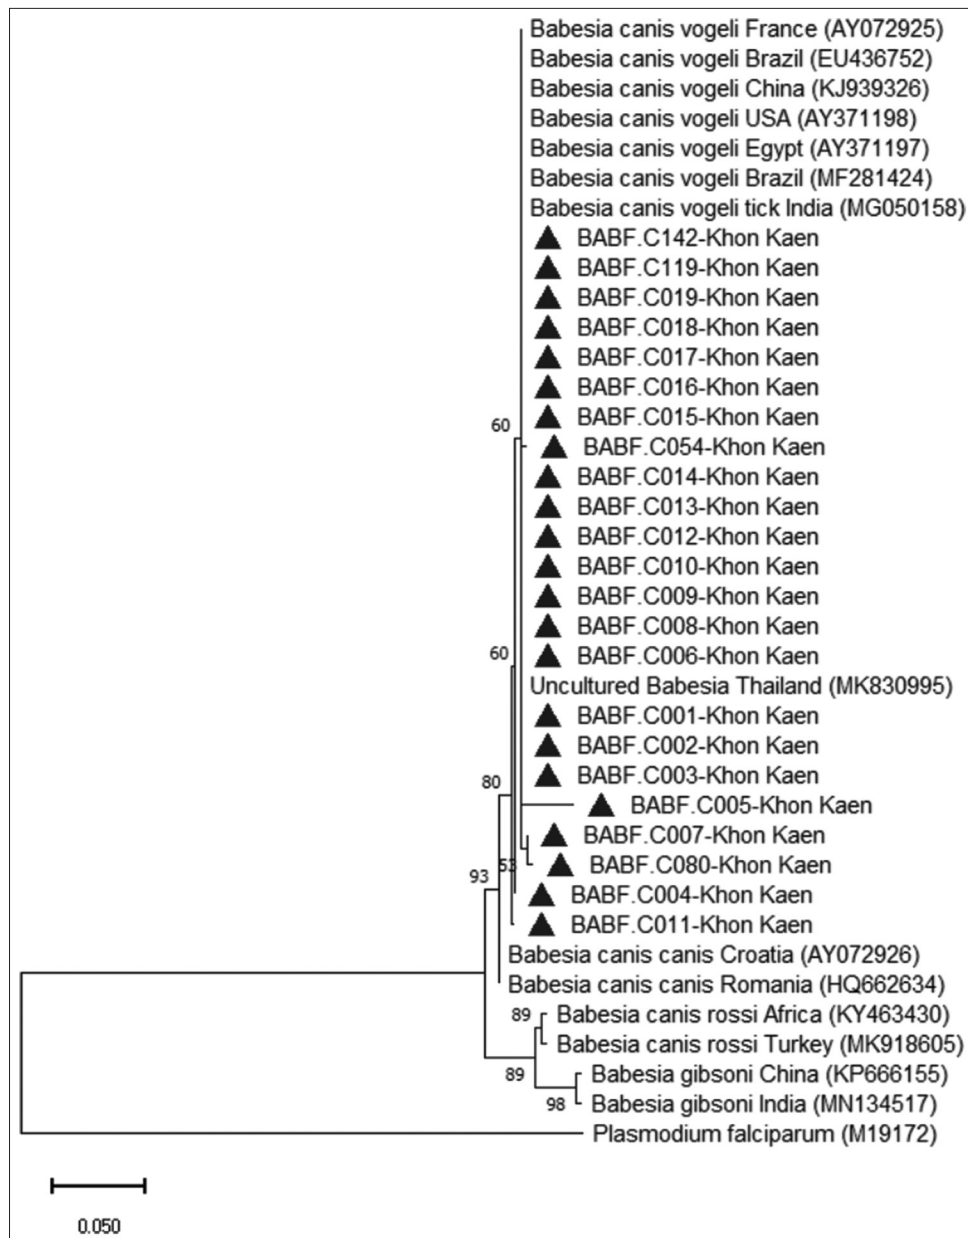 Babesia canis vogeli France (AY072925)
Babesia canis vogeli Brazil (EU436752)
Babesia canis vogeli China (KJ939326)
Babesia canis vogeli USA (AY371198)
Babesia canis vogeli Egypt (AY371197)
Babesia canis vogeli Brazil (MF281424)
Babesia canis vogeli tick India (MG050158)
BABF.C142-Khon Kaen
BABF.C119-Khon Kaen
BABF.C019-Khon Kaen
BABF.C018-Khon Kaen
BABF.C017-Khon Kaen
BABF.C016-Khon Kaen
BABF.C015-Khon Kaen
60
BABF.C054-Khon Kaen
BABF.C014-Khon Kaen
BABF.C013-Khon Kaen
BABF.C012-Khon Kaen
BABF.C010-Khon Kaen
BABF.C009-Khon Kaen
BABF.C008-Khon Kaen
60
BABF.C006-Khon Kaen
Uncultured Babesia Thailand (MK830995)
BABF.C001-Khon Kaen
BABF.C002-Khon Kaen
BABF.C003-Khon Kaen
80
BABF.C005-Khon Kaen
BABF.C007-Khon Kaen
53
BABF.C080-Khon Kaen
93
BABF.C004-Khon Kaen
BABF.C011-Khon Kaen
Babesia canis canis Croatia (AY072926)
Babesia canis canis Romania (HQ662634)
89
Babesia canis rossi Africa (KY463430)
Babesia canis rossi Turkey (MK918605)
89
Babesia gibsoni China (KP666155)
98
Babesia gibsoni India (MN134517)
Plasmodium falciparum (M19172)
0.050